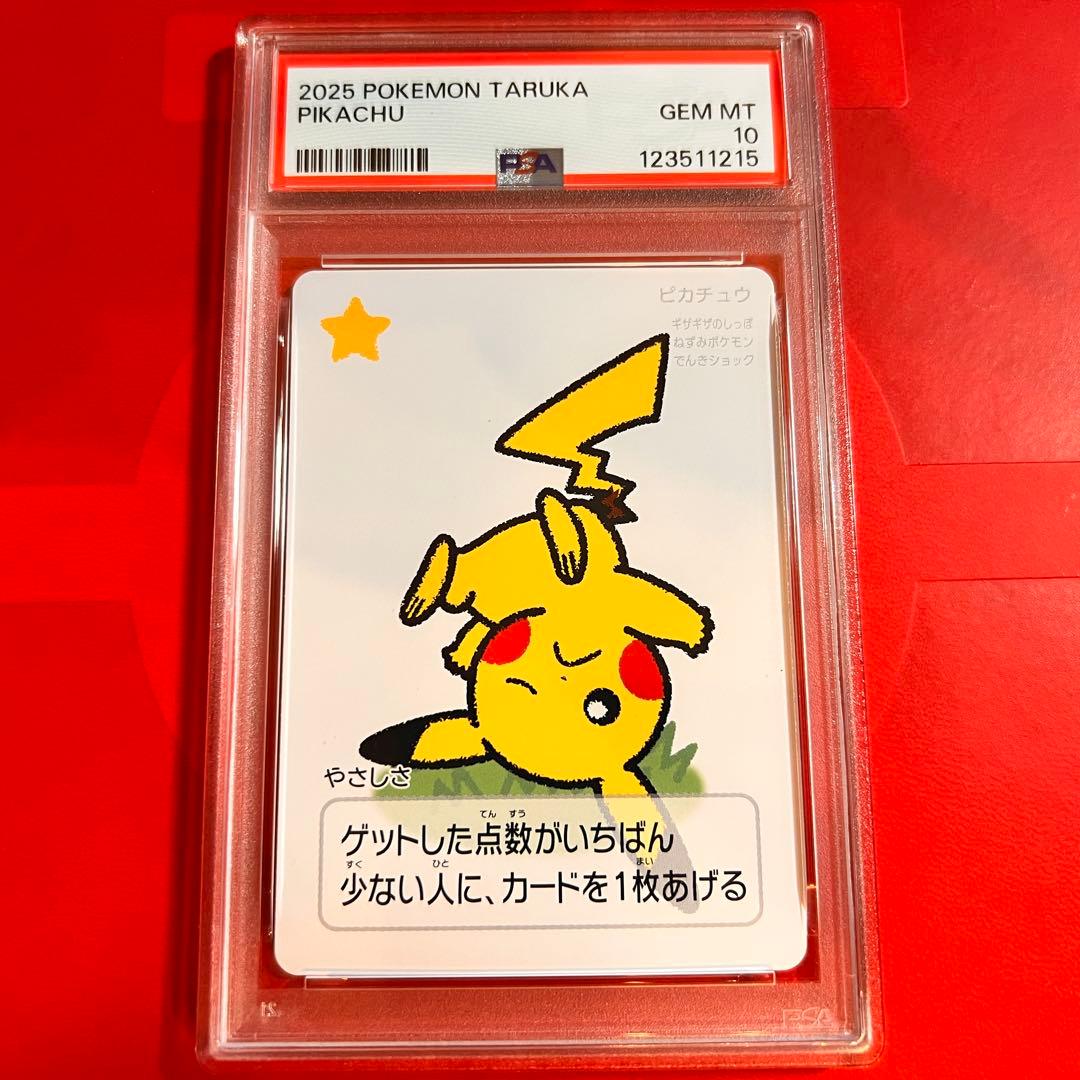 2025 POKEMON TARUKA
PIKACHU
GEM MT
10
123511215
PSA
ピカチュウ
ギザギザのしっぽ
ねずみポケモン
でんきショック
やさしさ
てん すう
ゲットした点数がいちばん
すく ひと まい
少ない人に、カードを1枚あげる
PSA